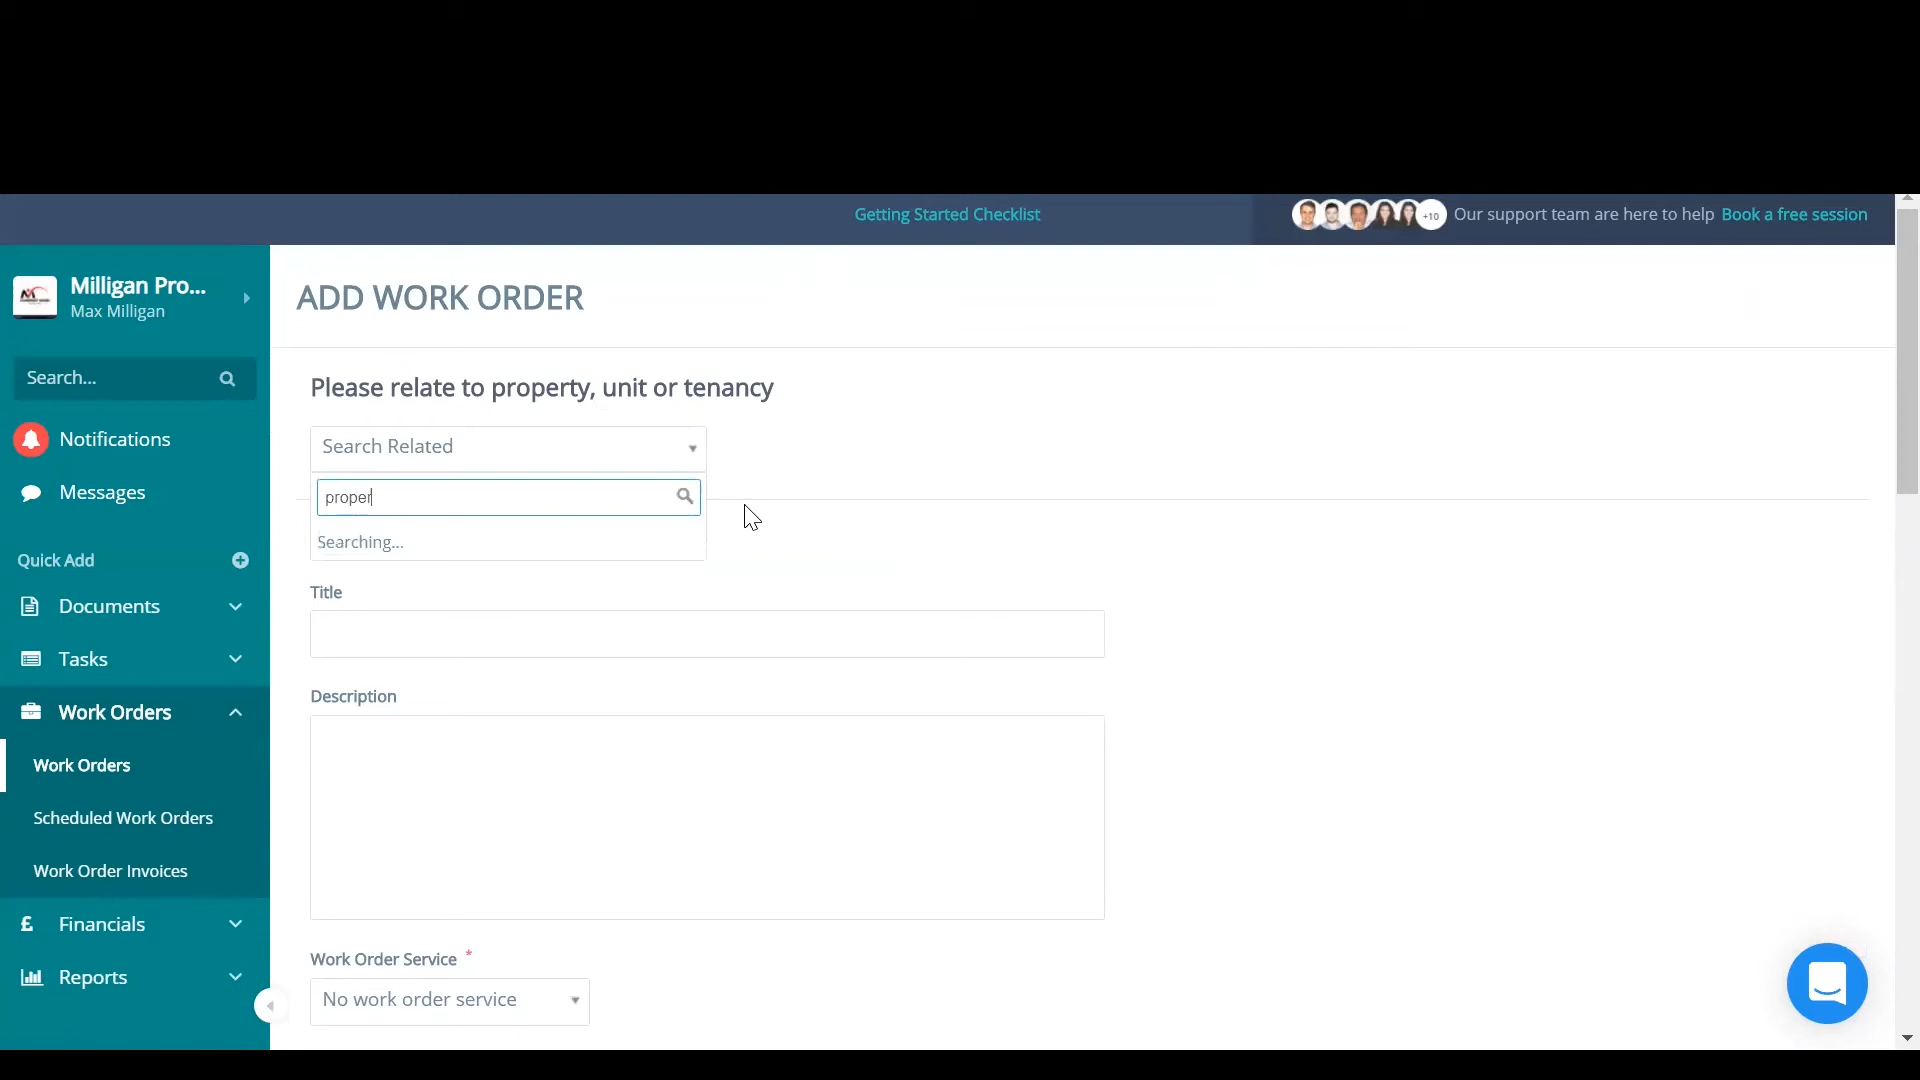 Getting Started Checklist
+10 Our support team are here to help Book a free session
Milligan Pro...
Max Milligan
Search...
Notifications
Messages
Quick Add
Documents
Tasks
Work Orders
Work Orders
Scheduled Work Orders
Work Order Invoices
£ Financials
Reports
ADD WORK ORDER
Please relate to property, unit or tenancy
Search Related
proper
Searching...
Title
Description
Work Order Service *
No work order service